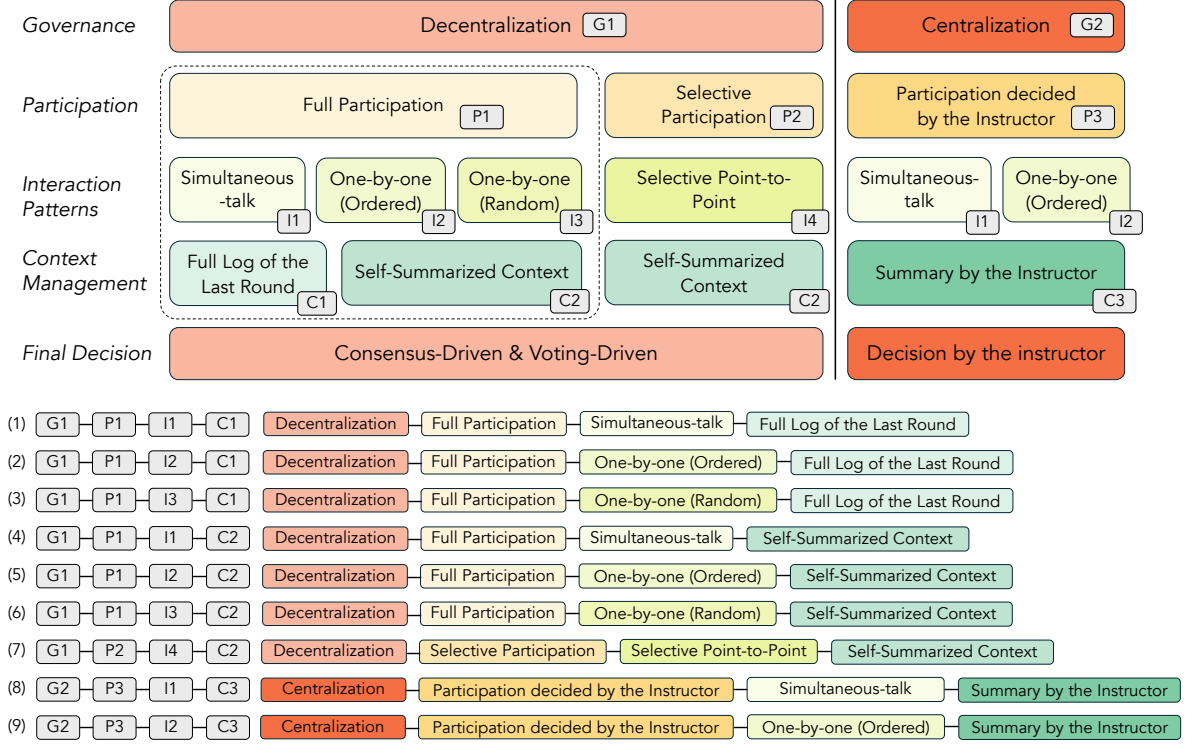 Governance
Decentralization G1
Centralization G2
Participation
Full Participation P1
Selective
Participation P2
Participation decided
by the Instructor P3
Interaction
Patterns
Simultaneous
-talk I1
One-by-one
(Ordered) I2
One-by-one
(Random) I3
Selective Point-to-
Point I4
Simultaneous-
talk I1
One-by-one
(Ordered) I2
Context
Management
Full Log of the
Last Round C1
Self-Summarized Context C2
Self-Summarized
Context C2
Summary by the Instructor C3
Final Decision
Consensus-Driven & Voting-Driven
Decision by the instructor
(1) G1 P1 I1 C1 Decentralization Full Participation Simultaneous-talk Full Log of the Last Round
(2) G1 P1 I2 C1 Decentralization Full Participation One-by-one (Ordered) Full Log of the Last Round
(3) G1 P1 I3 C1 Decentralization Full Participation One-by-one (Random) Full Log of the Last Round
(4) G1 P1 I1 C2 Decentralization Full Participation Simultaneous-talk Self-Summarized Context
(5) G1 P1 I2 C2 Decentralization Full Participation One-by-one (Ordered) Self-Summarized Context
(6) G1 P1 I3 C2 Decentralization Full Participation One-by-one (Random) Self-Summarized Context
(7) G1 P2 I4 C2 Decentralization Selective Participation Selective Point-to-Point Self-Summarized Context
(8) G2 P3 I1 C3 Centralization Participation decided by the Instructor Simultaneous-talk Summary by the Instructor
(9) G2 P3 I2 C3 Centralization Participation decided by the Instructor One-by-one (Ordered) Summary by the Instructor